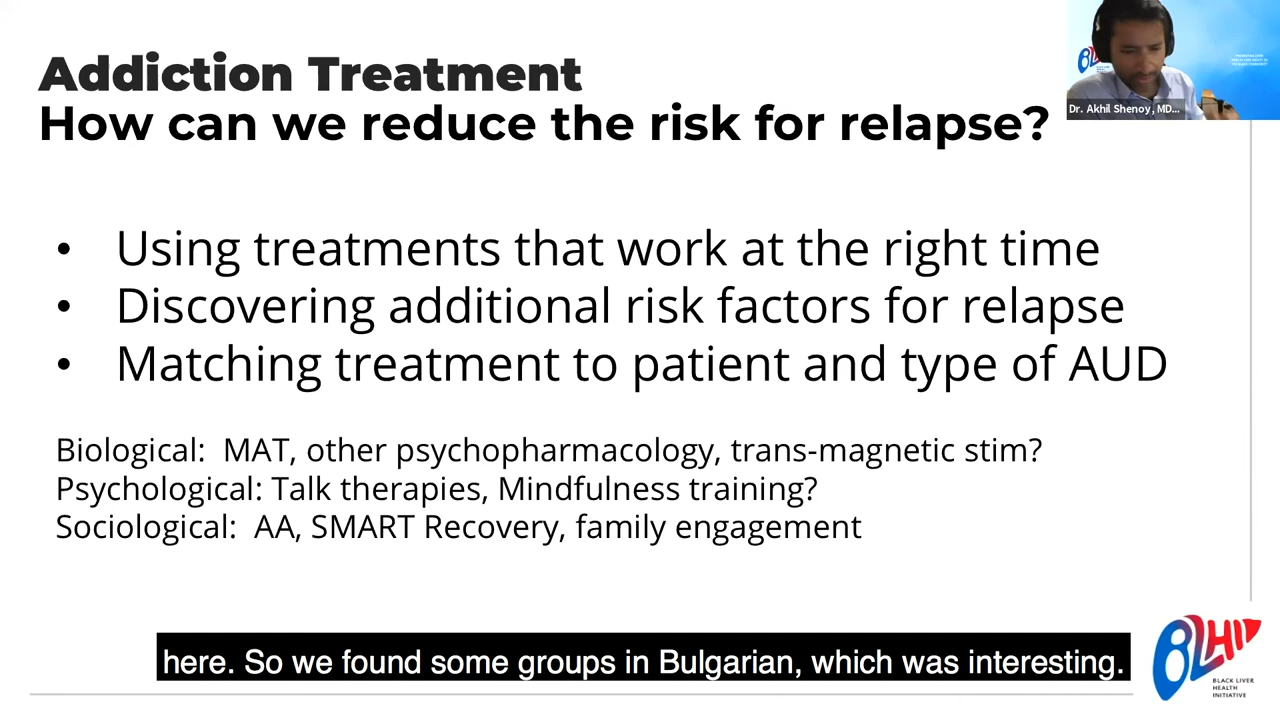 Addiction Treatment
How can we reduce the risk for relapse?
Dr. Akhil Shenoy, MD...
• Using treatments that work at the right time
• Discovering additional risk factors for relapse
• Matching treatment to patient and type of AUD
Biological: MAT, other psychopharmacology, trans-magnetic stim?
Psychological: Talk therapies, Mindfulness training?
Sociological: AA, SMART Recovery, family engagement
here. So we found some groups in Bulgarian, which was interesting.
BLHI
BLACK LIVER
HEALTH
INITIATIVE